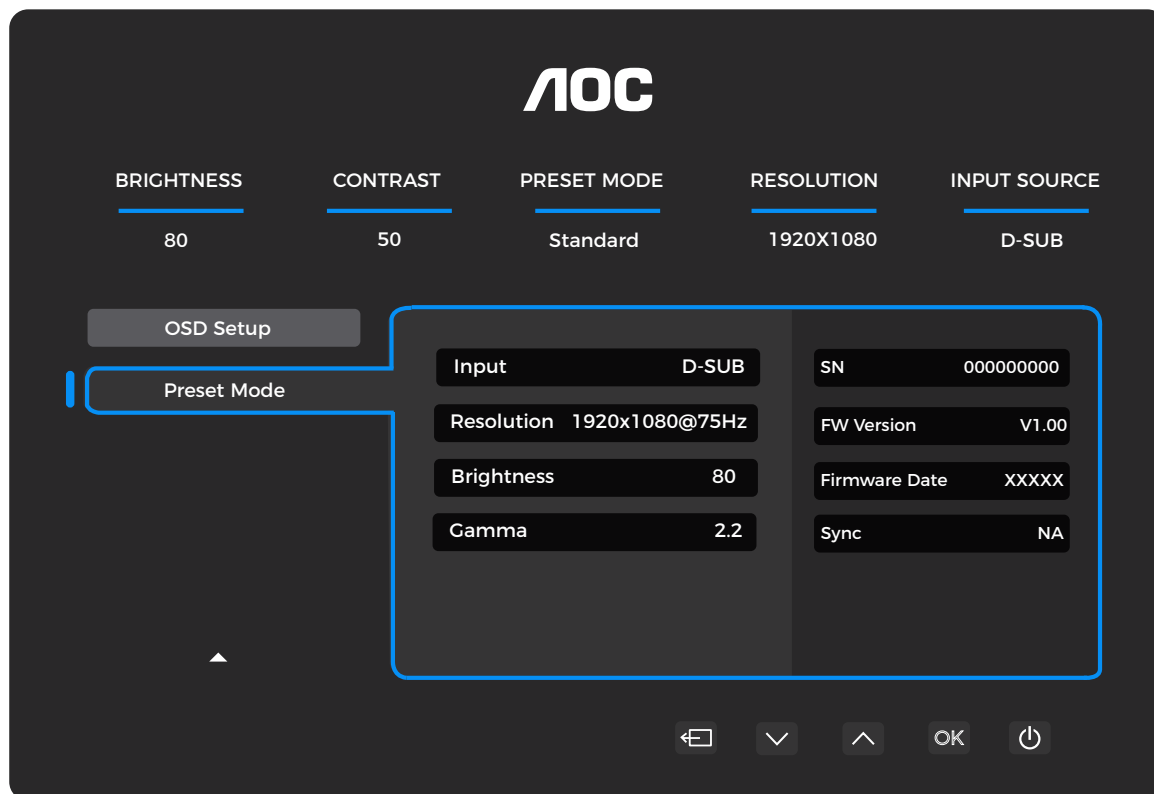 AOC
BRIGHTNESS CONTRAST PRESET MODE RESOLUTION INPUT SOURCE
80 50 Standard 1920X1080 D-SUB
OSD Setup
Preset Mode
Input D-SUB
Resolution 1920x1080@75Hz
Brightness 80
Gamma 2.2
SN 000000000
FW Version V1.00
Firmware Date XXXXX
Sync NA
OK